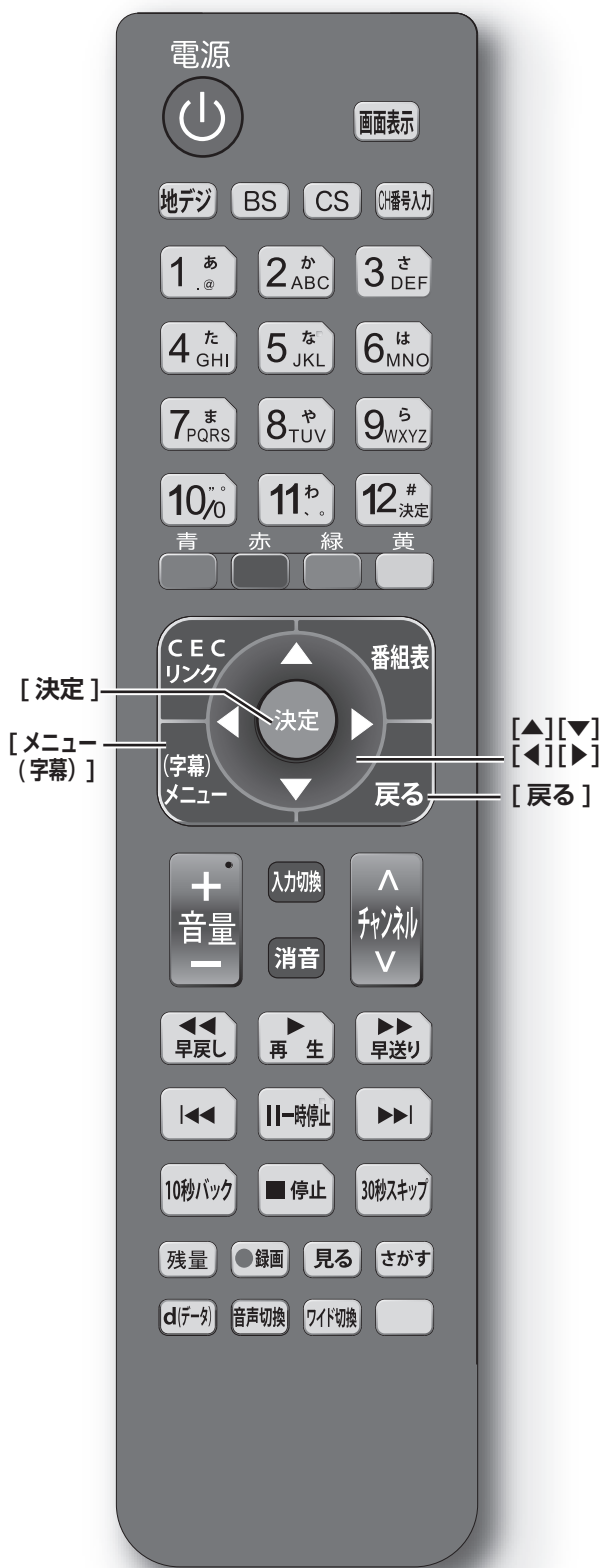 電源
画面表示
地デジ BS CS CH番号入力
1 あ .@ 2 か ABC 3 さ DEF
4 た GHI 5 な JKL 6 は MNO
7 ま PQRS 8 や TUV 9 ら WXYZ
10/0 ゛゜ 11 わ 、。 12 # 決定
青 赤 緑 黄
CEC
リンク
番組表
[ 決定 ]
決定
[▲][▼]
[◀][▶]
[ メニュー
(字幕) ]
(字幕)
メニュー
戻る
[ 戻る ]
+
音量
−
入力切換
消音
∧
チャンネル
∨
◀◀ ▶ ▶▶
早戻し 再 生 早送り
I◀◀ II一時停止 ▶▶I
10秒バック ■ 停止 30秒スキップ
残量 ●録画 見る さがす
d(データ) 音声切換 ワイド切換